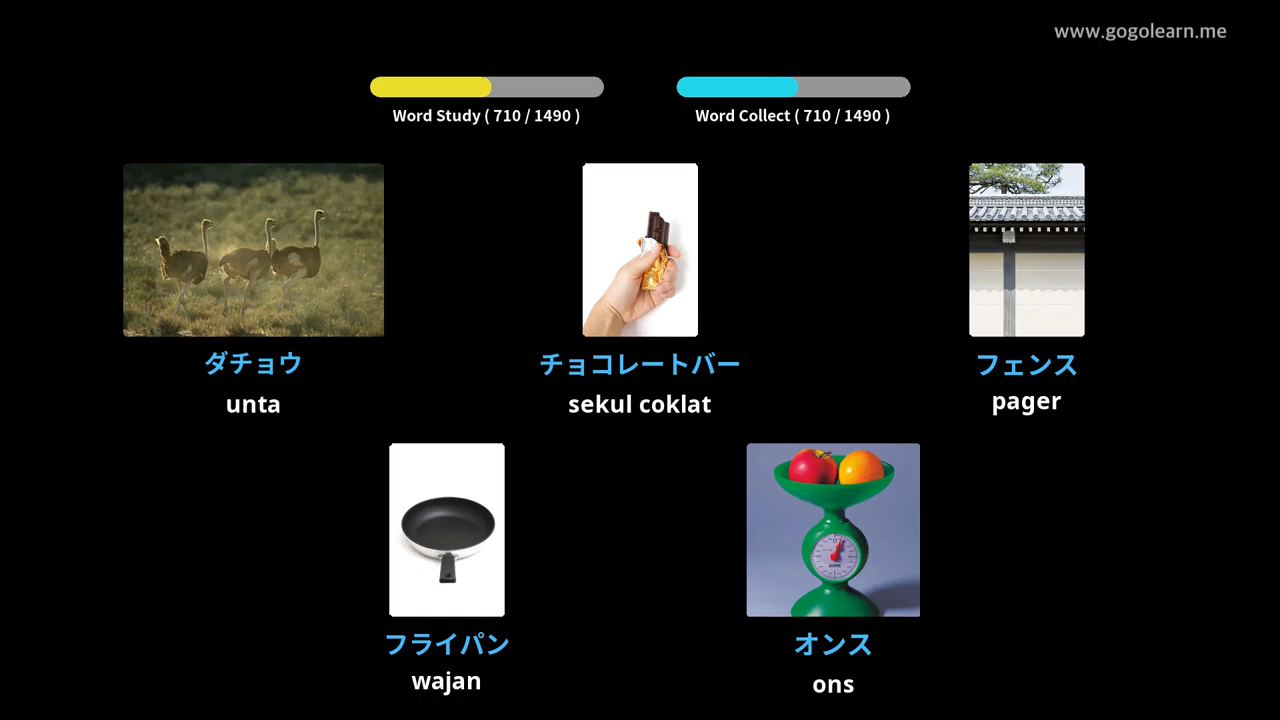 www.gogolearn.me
Word Study ( 710 / 1490 )
Word Collect ( 710 / 1490 )
ダチョウ
unta
チョコレートバー
sekul coklat
フェンス
pager
フライパン
wajan
オンス
ons